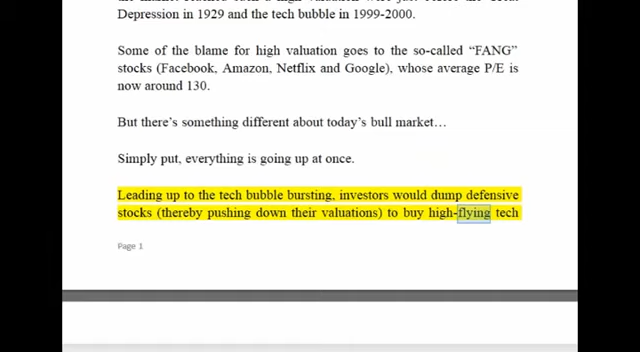 Depression in 1929 and the tech bubble in 1999-2000.
Some of the blame for high valuation goes to the so-called “FANG”
stocks (Facebook, Amazon, Netflix and Google), whose average P/E is
now around 130.
But there’s something different about today’s bull market…
Simply put, everything is going up at once.
Leading up to the tech bubble bursting, investors would dump defensive
stocks (thereby pushing down their valuations) to buy high-flying tech
Page 1